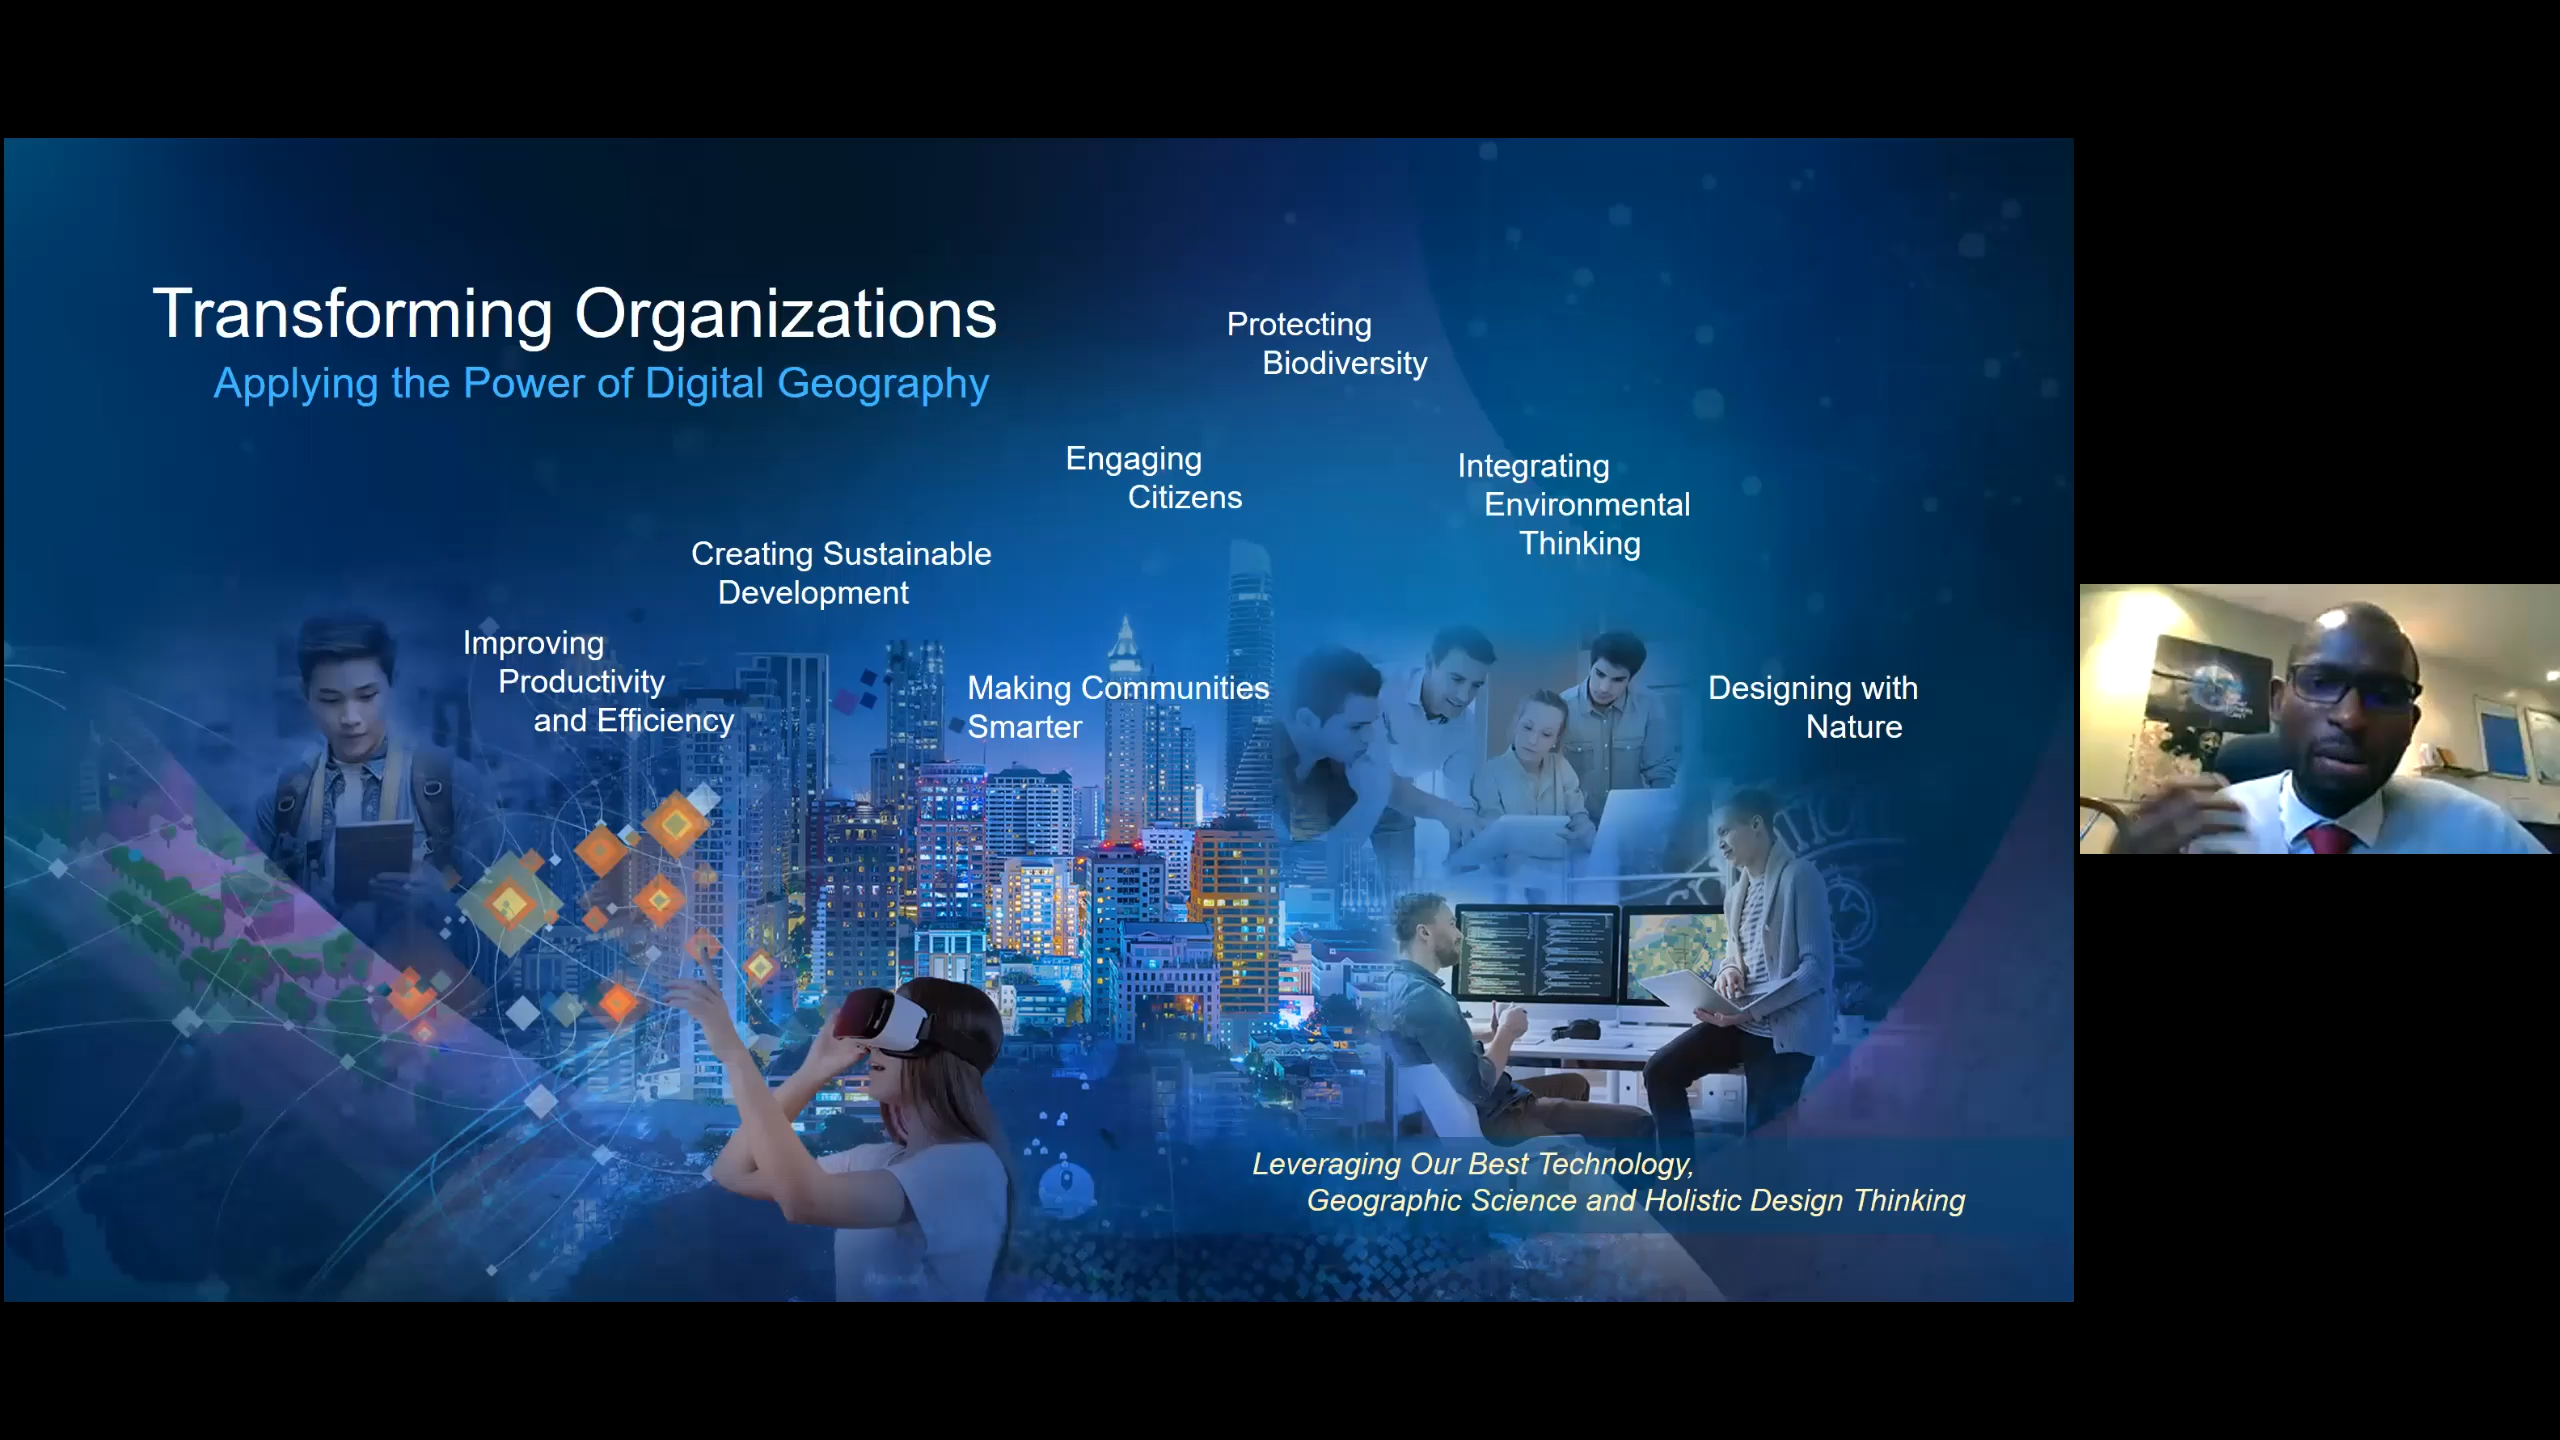 Transforming Organizations
Applying the Power of Digital Geography
Protecting
Biodiversity
Engaging
Citizens
Integrating
Environmental
Thinking
Creating Sustainable
Development
Improving
Productivity
and Efficiency
Making Communities
Smarter
Designing with
Nature
Leveraging Our Best Technology,
Geographic Science and Holistic Design Thinking